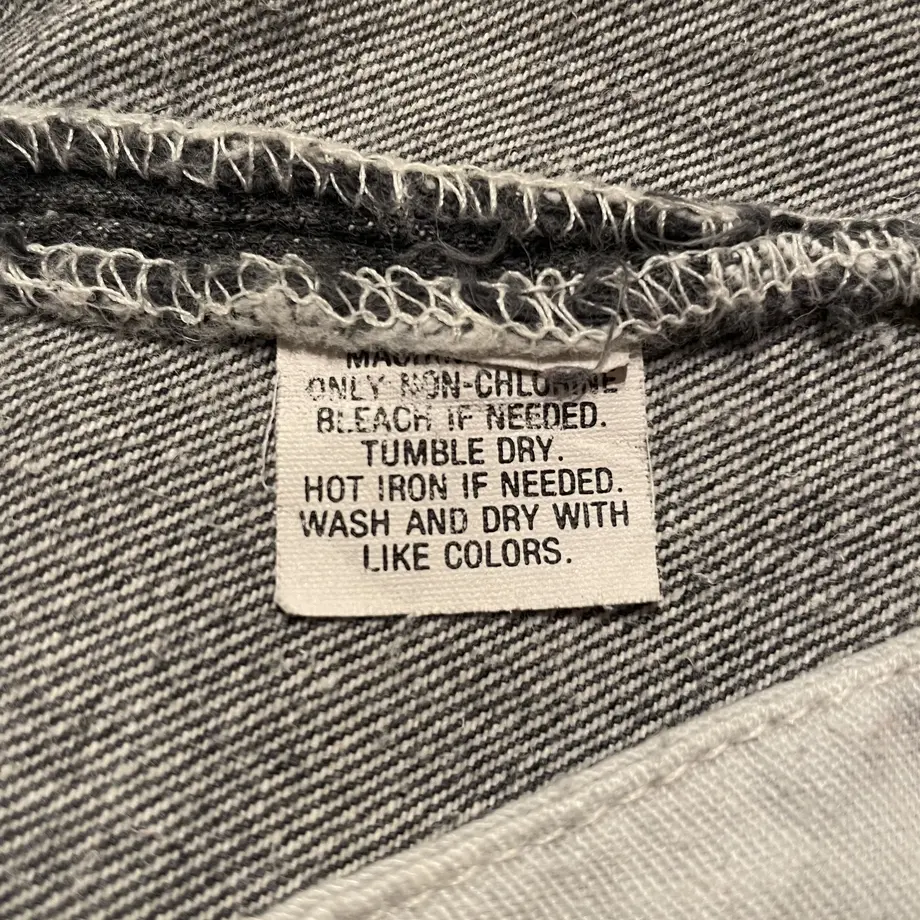 ONLY NON-CHLORINE
BLEACH IF NEEDED.
TUMBLE DRY.
HOT IRON IF NEEDED.
WASH AND DRY WITH
LIKE COLORS.